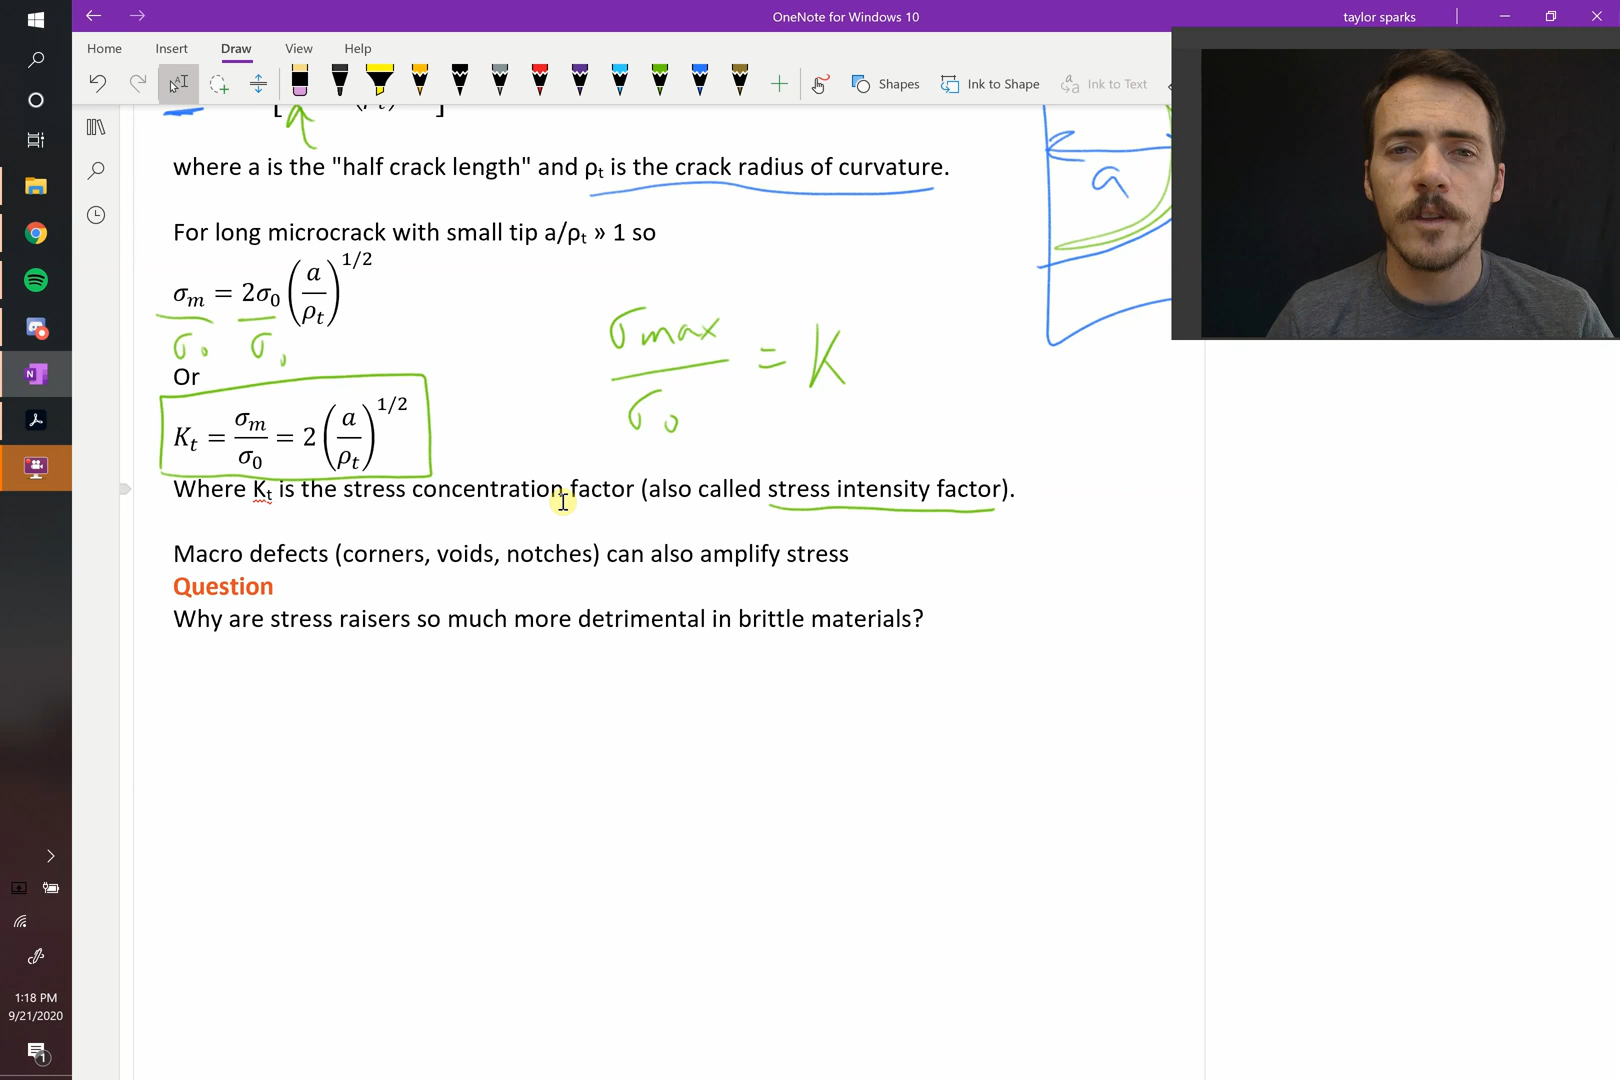 OneNote for Windows 10
taylor sparks
Home Insert Draw View Help
Shapes Ink to Shape Ink to Text
where a is the "half crack length" and ρt is the crack radius of curvature.
a
For long microcrack with small tip a/ρt » 1 so
σm = 2σ0 (a/ρt)^1/2
σ0 σ0
σmax/σ0 = K
Or
Kt = σm/σ0 = 2 (a/ρt)^1/2
Where Kt is the stress concentration factor (also called stress intensity factor).
Macro defects (corners, voids, notches) can also amplify stress
Question
Why are stress raisers so much more detrimental in brittle materials?
1:18 PM
9/21/2020
1